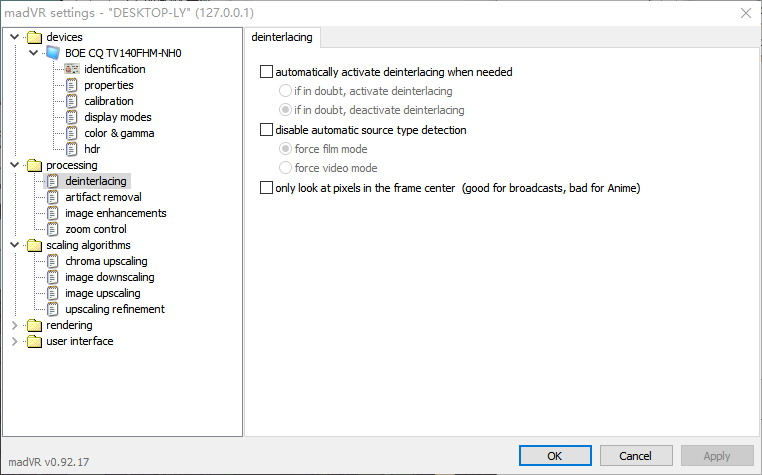 madVR settings - "DESKTOP-LY" (127.0.0.1)
devices
BOE CQ TV140FHM-NH0
identification
properties
calibration
display modes
color & gamma
hdr
processing
deinterlacing
artifact removal
image enhancements
zoom control
scaling algorithms
chroma upscaling
image downscaling
image upscaling
upscaling refinement
rendering
user interface
deinterlacing
automatically activate deinterlacing when needed
if in doubt, activate deinterlacing
if in doubt, deactivate deinterlacing
disable automatic source type detection
force film mode
force video mode
only look at pixels in the frame center (good for broadcasts, bad for Anime)
madVR v0.92.17
OK
Cancel
Apply